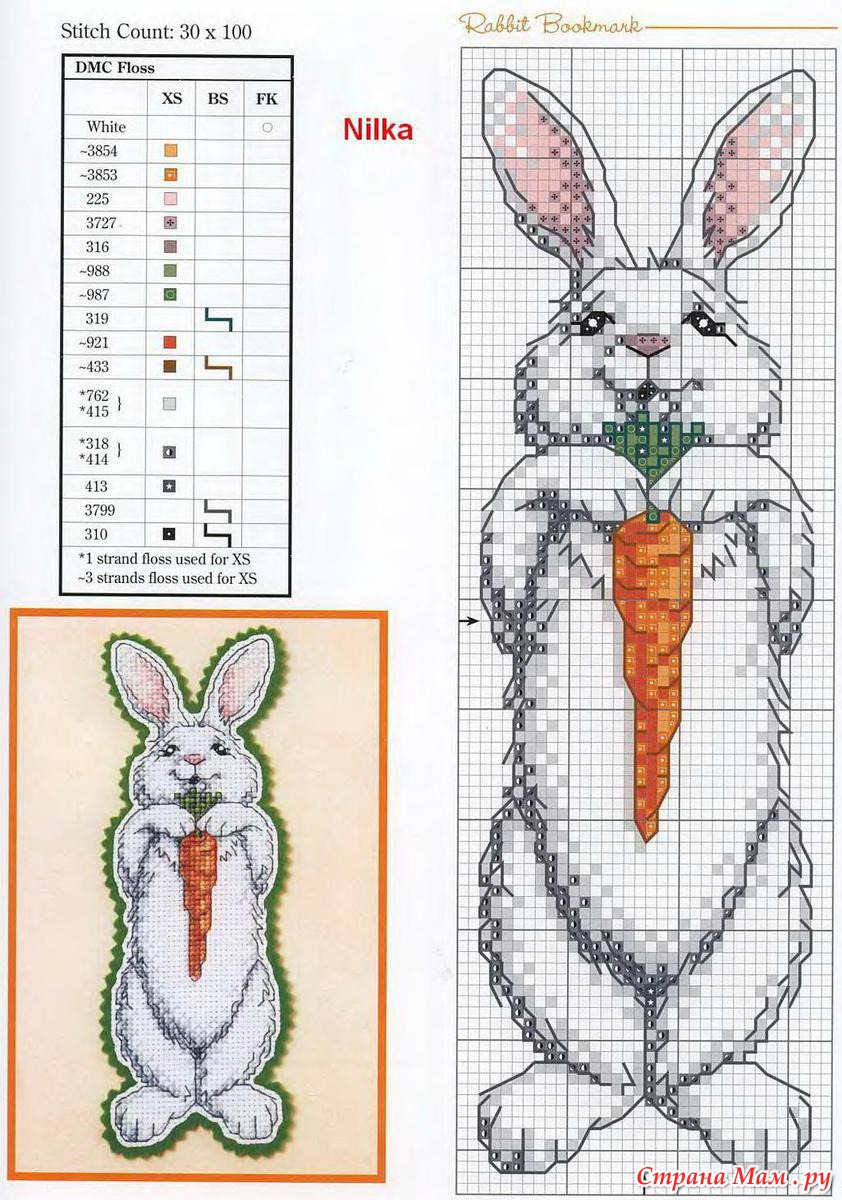 Stitch Count: 30 x 100
Rabbit Bookmark
DMC Floss
XS BS FK
White
~3854
~3853
225
3727
316
~988
~987
319
~921
~433
*762
*415 }
*318
*414 }
413
3799
310
*1 strand floss used for XS
~3 strands floss used for XS
Nilka
Страна Мам.ру